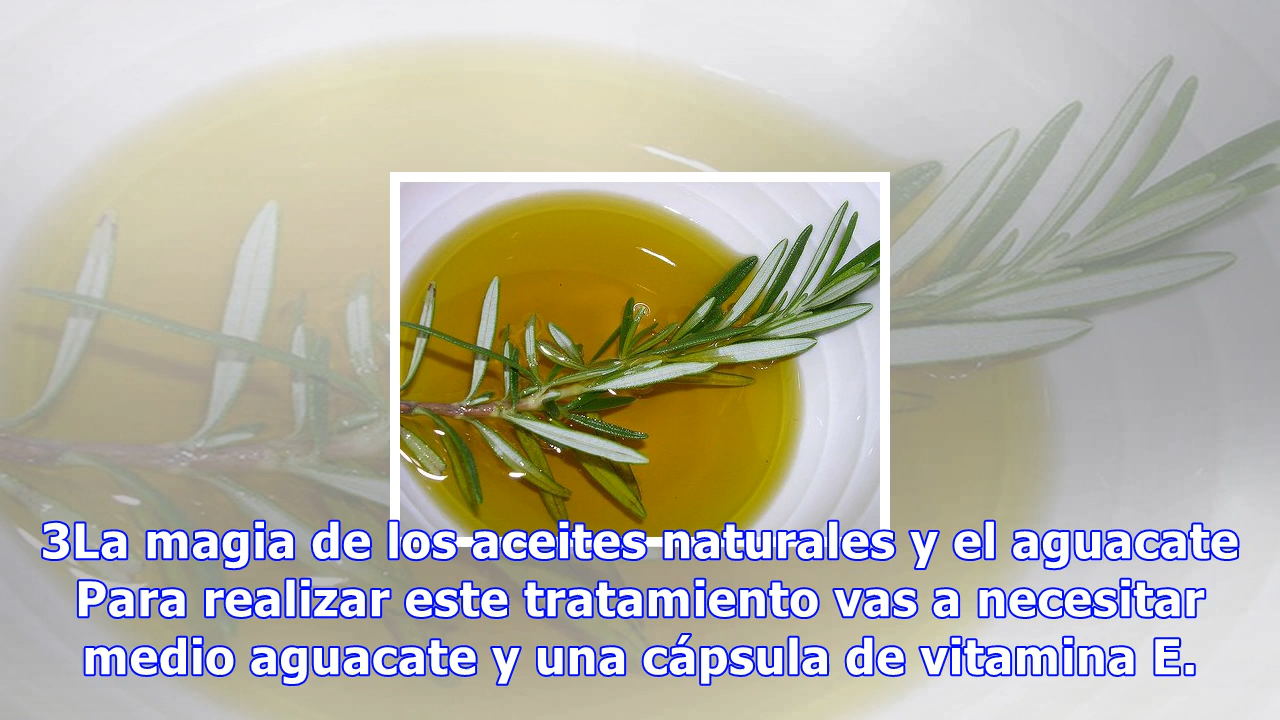 3La magia de los aceites naturales y el aguacate
Para realizar este tratamiento vas a necesitar
medio aguacate y una cápsula de vitamina E.